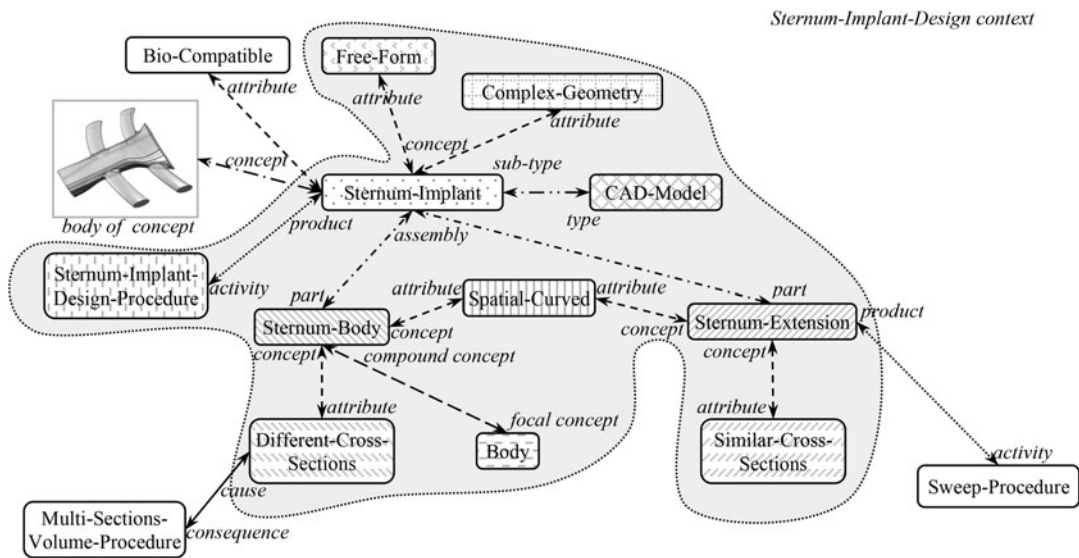 Sternum-Implant-Design context
Bio-Compatible
Free-Form
attribute
attribute
Complex-Geometry
attribute
concept
concept
sub-type
Sternum-Implant
CAD-Model
type
body of concept
product
assembly
Sternum-Implant-
Design-Procedure
activity
part
attribute
Spatial-Curved
attribute
part
product
Sternum-Body
concept
concept
Sternum-Extension
concept
compound concept
concept
attribute
focal concept
attribute
Different-Cross-
Sections
Body
Similar-Cross-
Sections
activity
Sweep-Procedure
cause
Multi-Sections-
Volume-Procedure
consequence